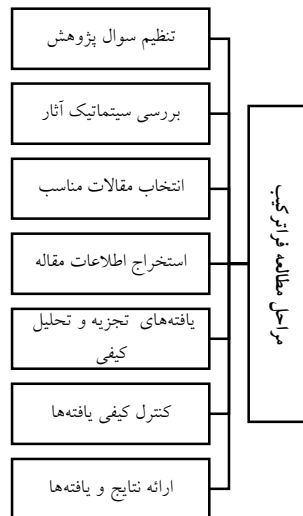 مراحل مطالعه فراترکیب
تنظیم سوال پژوهش
بررسی سیتماتیک آثار
انتخاب مقالات مناسب
استخراج اطلاعات مقاله
یافته‌های تجزیه و تحلیل
کیفی
کنترل کیفی یافته‌ها
ارائه نتایج و یافته‌ها